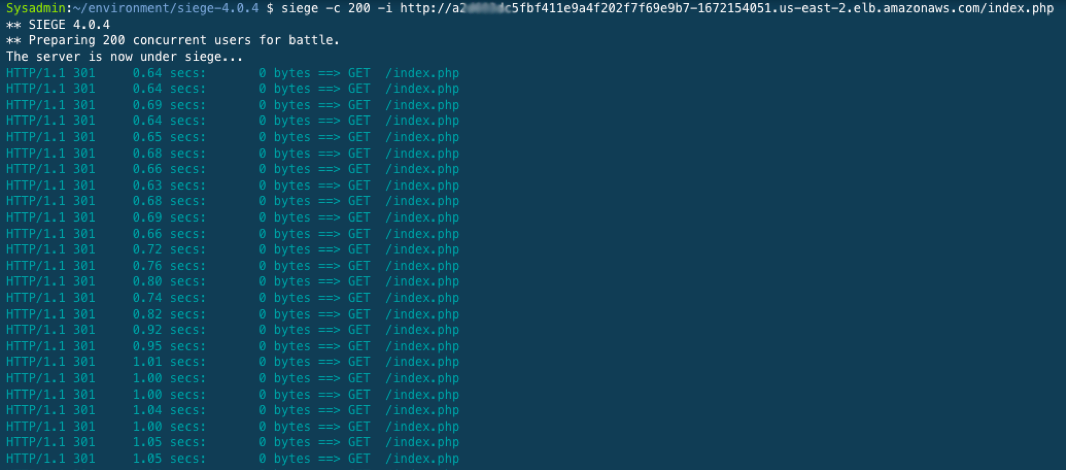 Sysadmin:~/environment/siege-4.0.4 $ siege -c 200 -i
** SIEGE 4.0.4
** Preparing 200 concurrent users for battle.
The server is now under siege...
HTTP/1.1 301     0.64 secs:       0 bytes ==> GET  /index.php
HTTP/1.1 301     0.64 secs:       0 bytes ==> GET  /index.php
HTTP/1.1 301     0.69 secs:       0 bytes ==> GET  /index.php
HTTP/1.1 301     0.64 secs:       0 bytes ==> GET  /index.php
HTTP/1.1 301     0.65 secs:       0 bytes ==> GET  /index.php
HTTP/1.1 301     0.68 secs:       0 bytes ==> GET  /index.php
HTTP/1.1 301     0.66 secs:       0 bytes ==> GET  /index.php
HTTP/1.1 301     0.63 secs:       0 bytes ==> GET  /index.php
HTTP/1.1 301     0.68 secs:       0 bytes ==> GET  /index.php
HTTP/1.1 301     0.69 secs:       0 bytes ==> GET  /index.php
HTTP/1.1 301     0.66 secs:       0 bytes ==> GET  /index.php
HTTP/1.1 301     0.72 secs:       0 bytes ==> GET  /index.php
HTTP/1.1 301     0.76 secs:       0 bytes ==> GET  /index.php
HTTP/1.1 301     0.80 secs:       0 bytes ==> GET  /index.php
HTTP/1.1 301     0.74 secs:       0 bytes ==> GET  /index.php
HTTP/1.1 301     0.82 secs:       0 bytes ==> GET  /index.php
HTTP/1.1 301     0.92 secs:       0 bytes ==> GET  /index.php
HTTP/1.1 301     0.95 secs:       0 bytes ==> GET  /index.php
HTTP/1.1 301     1.01 secs:       0 bytes ==> GET  /index.php
HTTP/1.1 301     1.00 secs:       0 bytes ==> GET  /index.php
HTTP/1.1 301     1.00 secs:       0 bytes ==> GET  /index.php
HTTP/1.1 301     1.04 secs:       0 bytes ==> GET  /index.php
HTTP/1.1 301     1.00 secs:       0 bytes ==> GET  /index.php
HTTP/1.1 301     1.05 secs:       0 bytes ==> GET  /index.php
HTTP/1.1 301     1.05 secs:       0 bytes ==> GET  /index.php